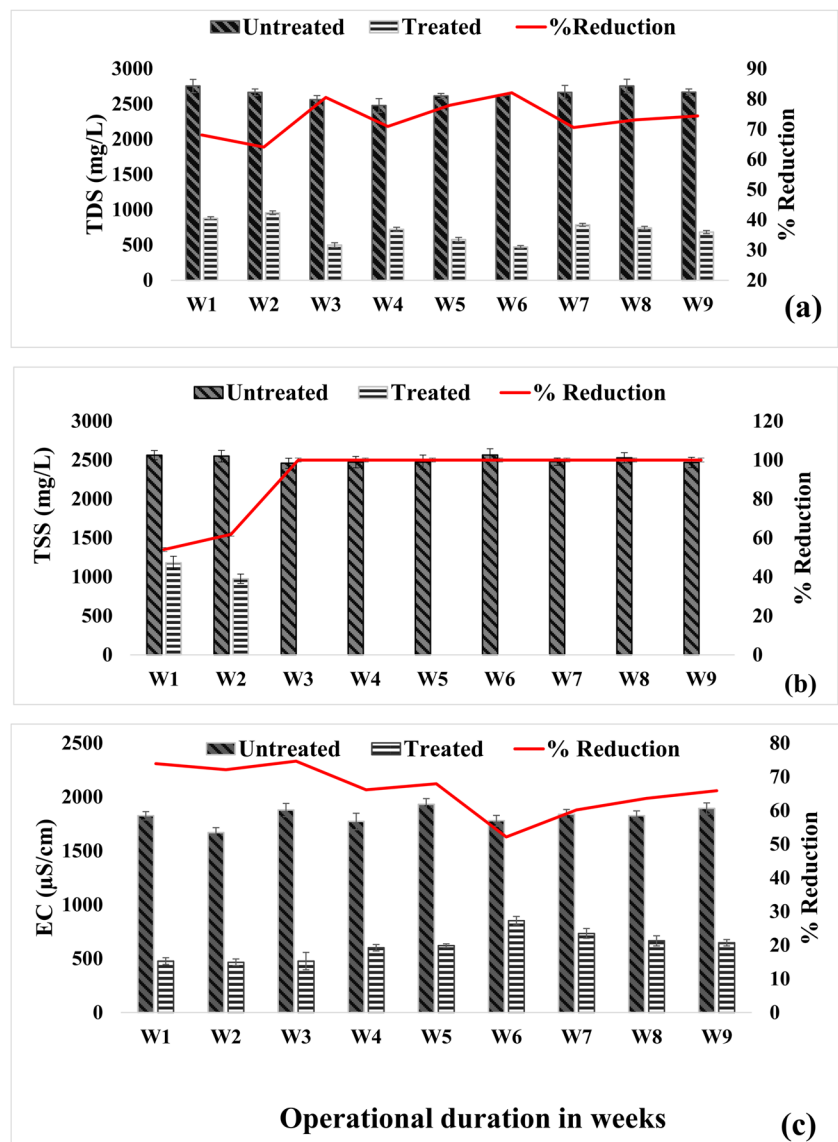 Untreated Treated %Reduction
3000 90
2500 80
2000 70
1500 60
1000 50
500 40
0 30
20
TDS (mg/L)
% Reduction
W1 W2 W3 W4 W5 W6 W7 W8 W9
(a)
Untreated Treated % Reduction
3000 120
2500 100
2000 80
1500 60
1000 40
500 20
0 0
TSS (mg/L)
% Reduction
W1 W2 W3 W4 W5 W6 W7 W8 W9
(b)
Untreated Treated % Reduction
2500 80
2000 70
1500 60
1000 50
500 40
0 30
20
10
0
EC (µS/cm)
% Reduction
W1 W2 W3 W4 W5 W6 W7 W8 W9
Operational duration in weeks
(c)